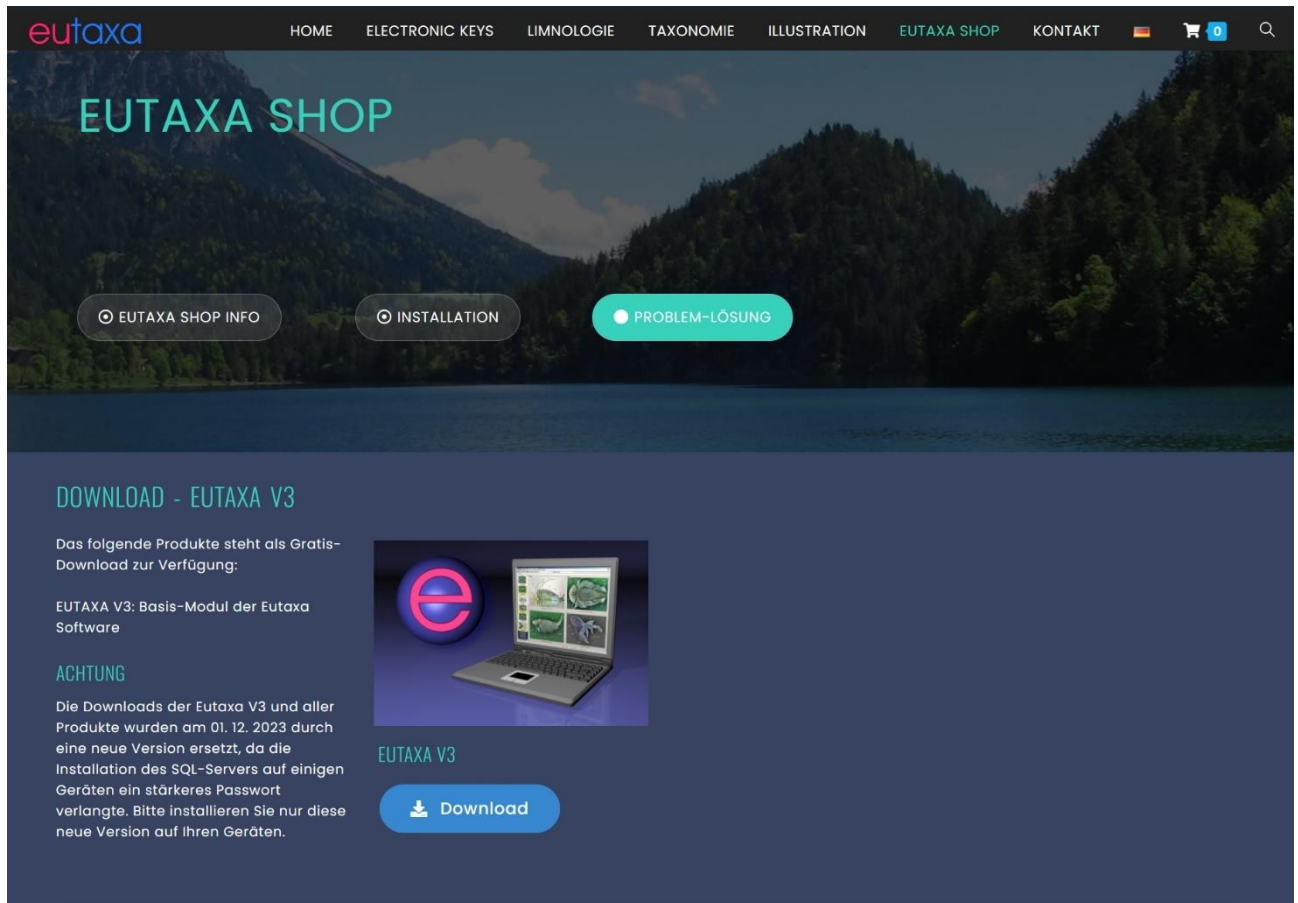 eutaxa
HOME ELECTRONIC KEYS LIMNOLOGIE TAXONOMIE ILLUSTRATION EUTAXA SHOP KONTAKT 0
EUTAXA SHOP
EUTAXA SHOP INFO
INSTALLATION
PROBLEM-LÖSUNG
DOWNLOAD - EUTAXA V3
Das folgende Produkte steht als Gratis-
Download zur Verfügung:
EUTAXA V3: Basis-Modul der Eutaxa
Software
ACHTUNG
Die Downloads der Eutaxa V3 und aller
Produkte wurden am 01. 12. 2023 durch
eine neue Version ersetzt, da die
Installation des SQL-Servers auf einigen
Geräten ein stärkeres Passwort
verlangte. Bitte installieren Sie nur diese
neue Version auf Ihren Geräten.
e
EUTAXA V3
Download